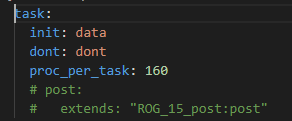 task:
  init: data
  dont: dont
  proc_per_task: 160
  # post:
  #   extends: "ROG_15_post:post"